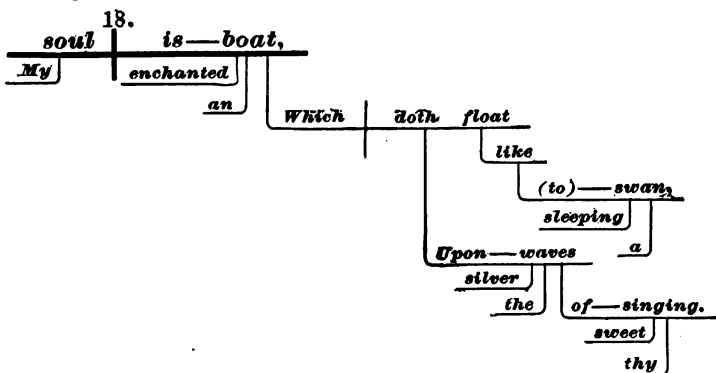 18.
soul is—boat,
My enchanted
an
Which doth float
like
(to)—swan,
sleeping
a
Upon—waves
silver
the of—singing.
sweet
thy